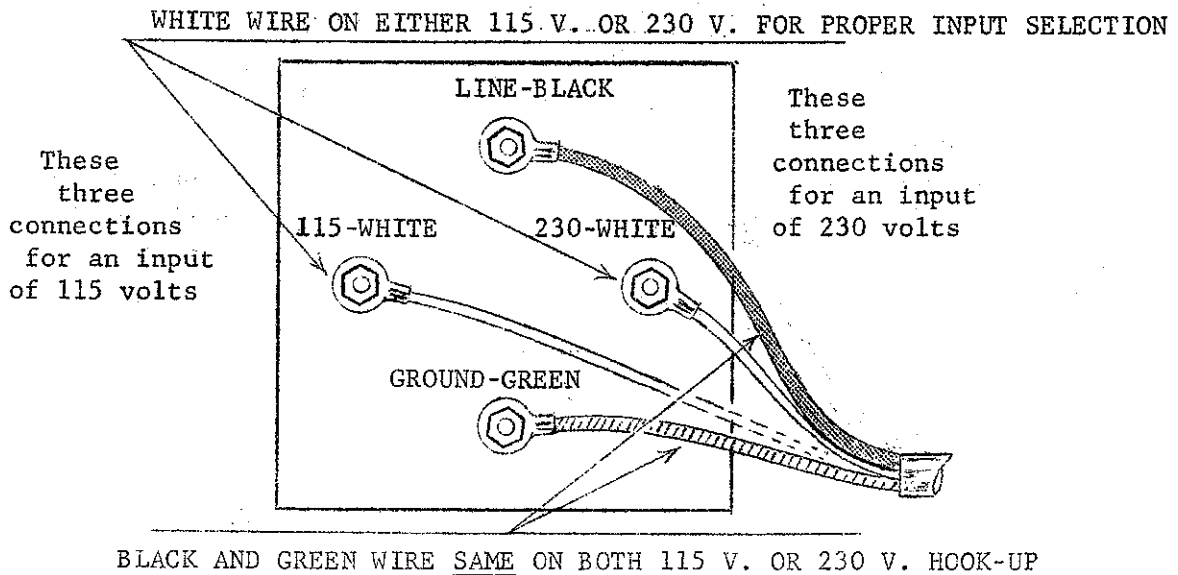 WHITE WIRE ON EITHER 115 V. OR 230 V. FOR PROPER INPUT SELECTION
LINE-BLACK
These
three
connections
for an input
of 115 volts
These
three
connections
for an input
of 230 volts
115-WHITE
230-WHITE
GROUND-GREEN
BLACK AND GREEN WIRE SAME ON BOTH 115 V. OR 230 V. HOOK-UP